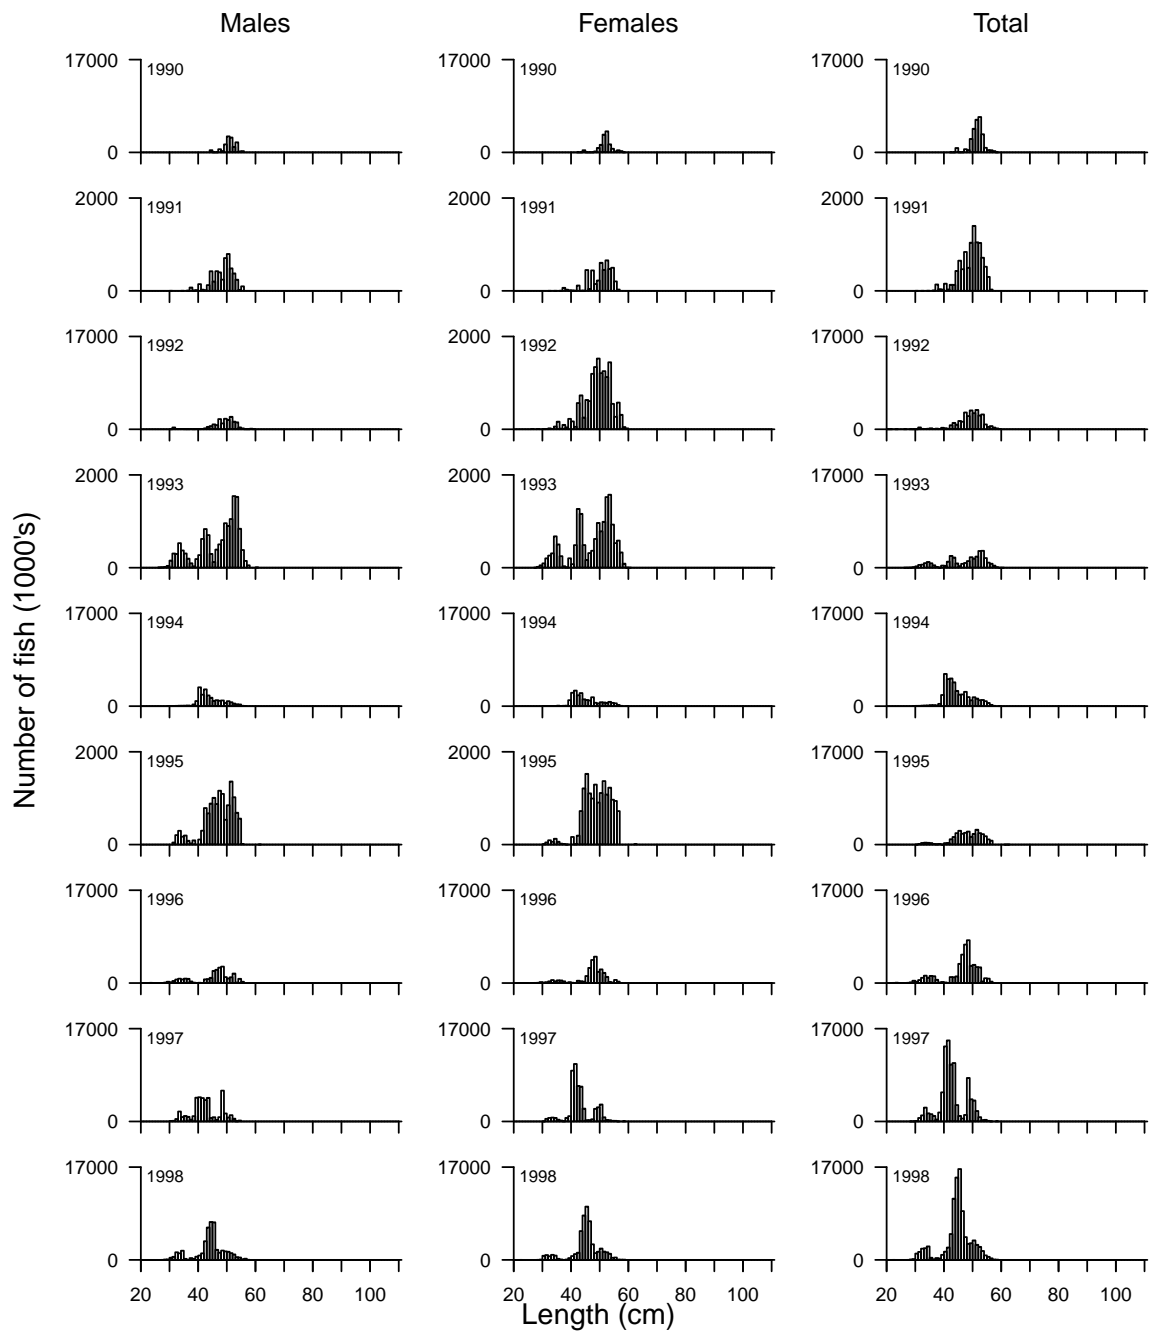 Males Females Total
17000 1990 17000 1990 17000 1990
0 0 0
2000 1991 2000 1991 2000 1991
0 0 0
17000 1992 2000 1992 17000 1992
0 0 0
2000 1993 2000 1993 17000 1993
0 0 0
17000 1994 17000 1994 17000 1994
0 0 0
2000 1995 2000 1995 17000 1995
0 0 0
17000 1996 17000 1996 17000 1996
0 0 0
17000 1997 17000 1997 17000 1997
0 0 0
17000 1998 17000 1998 17000 1998
0 0 0
20 40 60 80 100 20 40 60 80 100 20 40 60 80 100
Length (cm)
Number of fish (1000's)